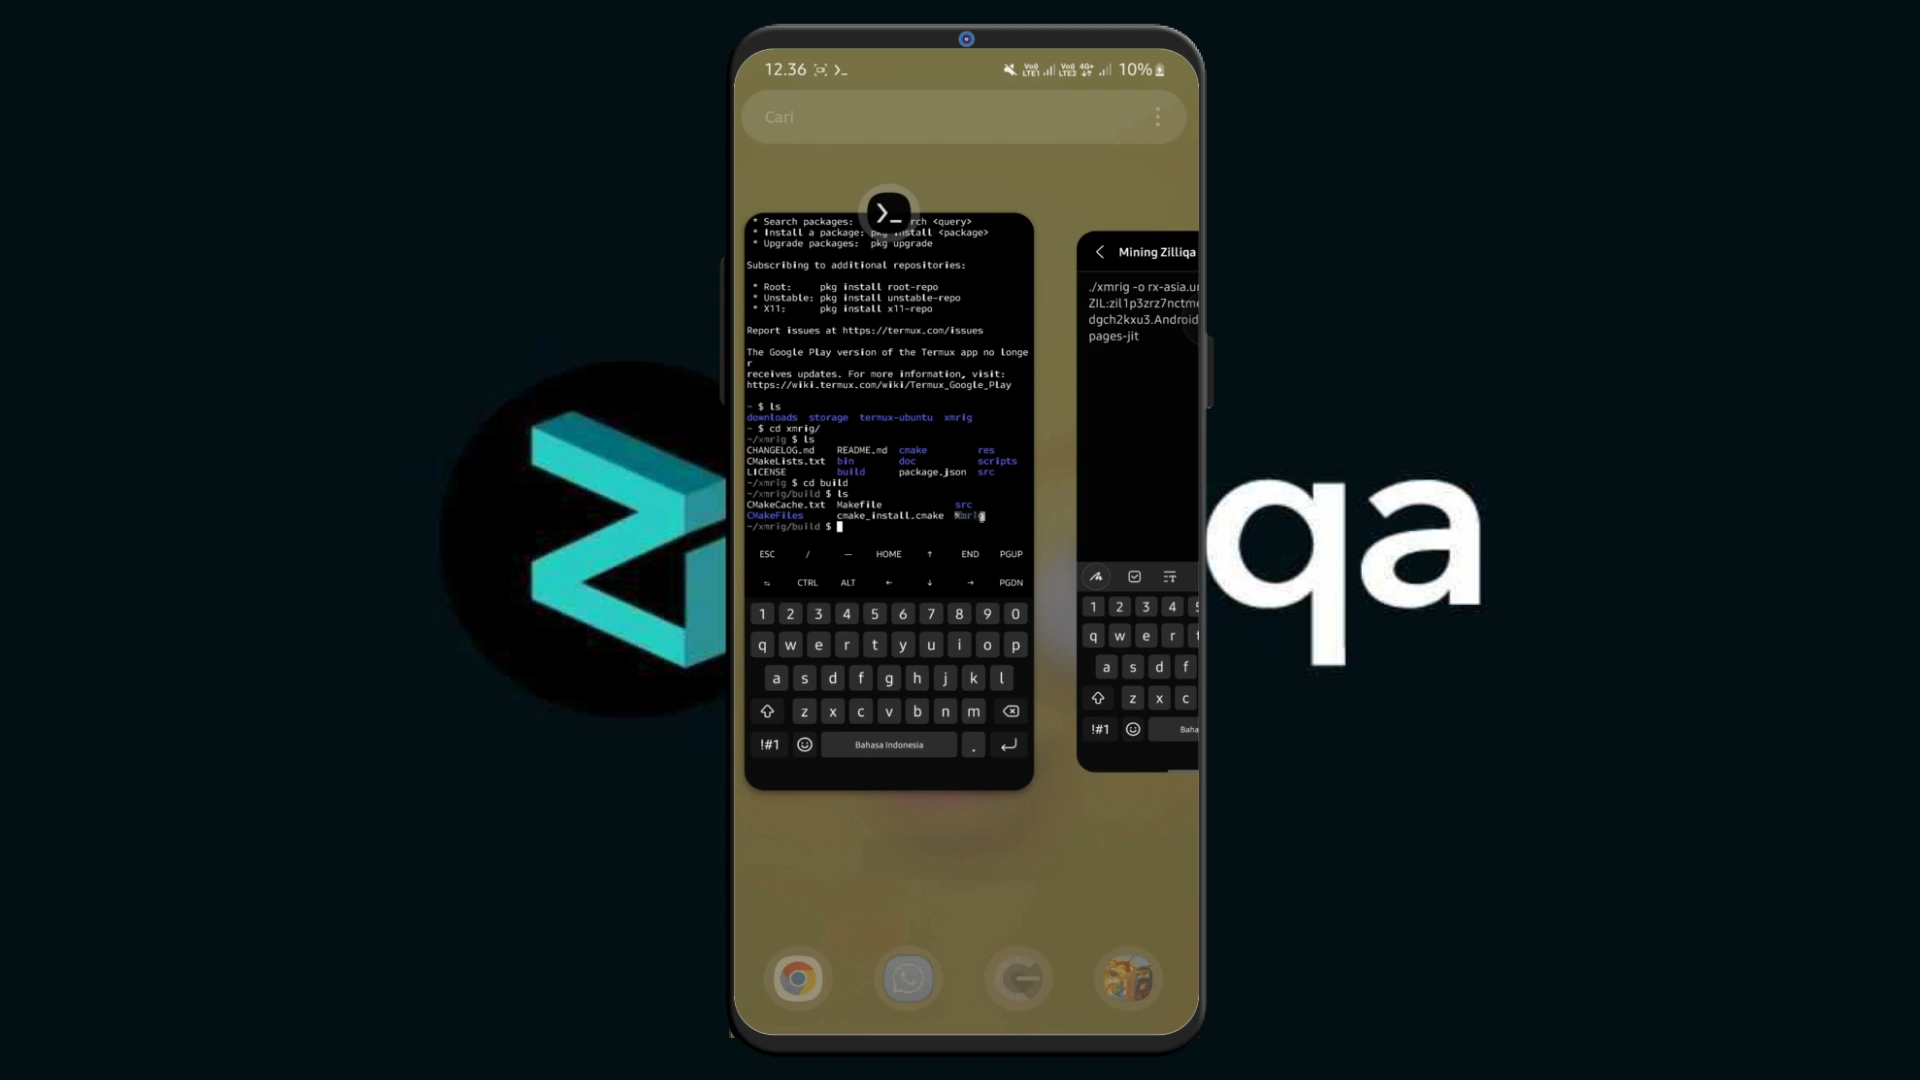 12.36 10%
Cari
* Search packages: rch <query>
* Install a package: pkg install <package>
* Upgrade packages: pkg upgrade
Subscribing to additional repositories:
* Root: pkg install root-repo
* Unstable: pkg install unstable-repo
* X11: pkg install x11-repo
Report issues at https://termux.com/issues
The Google Play version of the Termux app no longe
r
receives updates. For more information, visit:
https://wiki.termux.com/wiki/Termux_Google_Play
~ $ ls
downloads storage termux-ubuntu xmrig
~ $ cd xmrig/
~/xmrig $ ls
CHANGELOG.md README.md cmake res
CMakeLists.txt bin doc scripts
LICENSE build package.json src
~/xmrig $ cd build
~/xmrig/build $ ls
CMakeCache.txt Makefile src
CMakeFiles cmake_install.cmake xmrig
~/xmrig/build $
ESC / — HOME ↑ END PGUP
CTRL ALT ← ↓ → PGDN
1 2 3 4 5 6 7 8 9 0
q w e r t y u i o p
a s d f g h j k l
z x c v b n m
!#1 Bahasa Indonesia .
Mining Zilliqa
./xmrig -o rx-asia.un
ZIL:zil1p3zrz7nctme
dgch2kxu3.Android
pages-jit
1 2 3 4 5
q w e r t
a s d f
z x c
!#1 Baha
qa